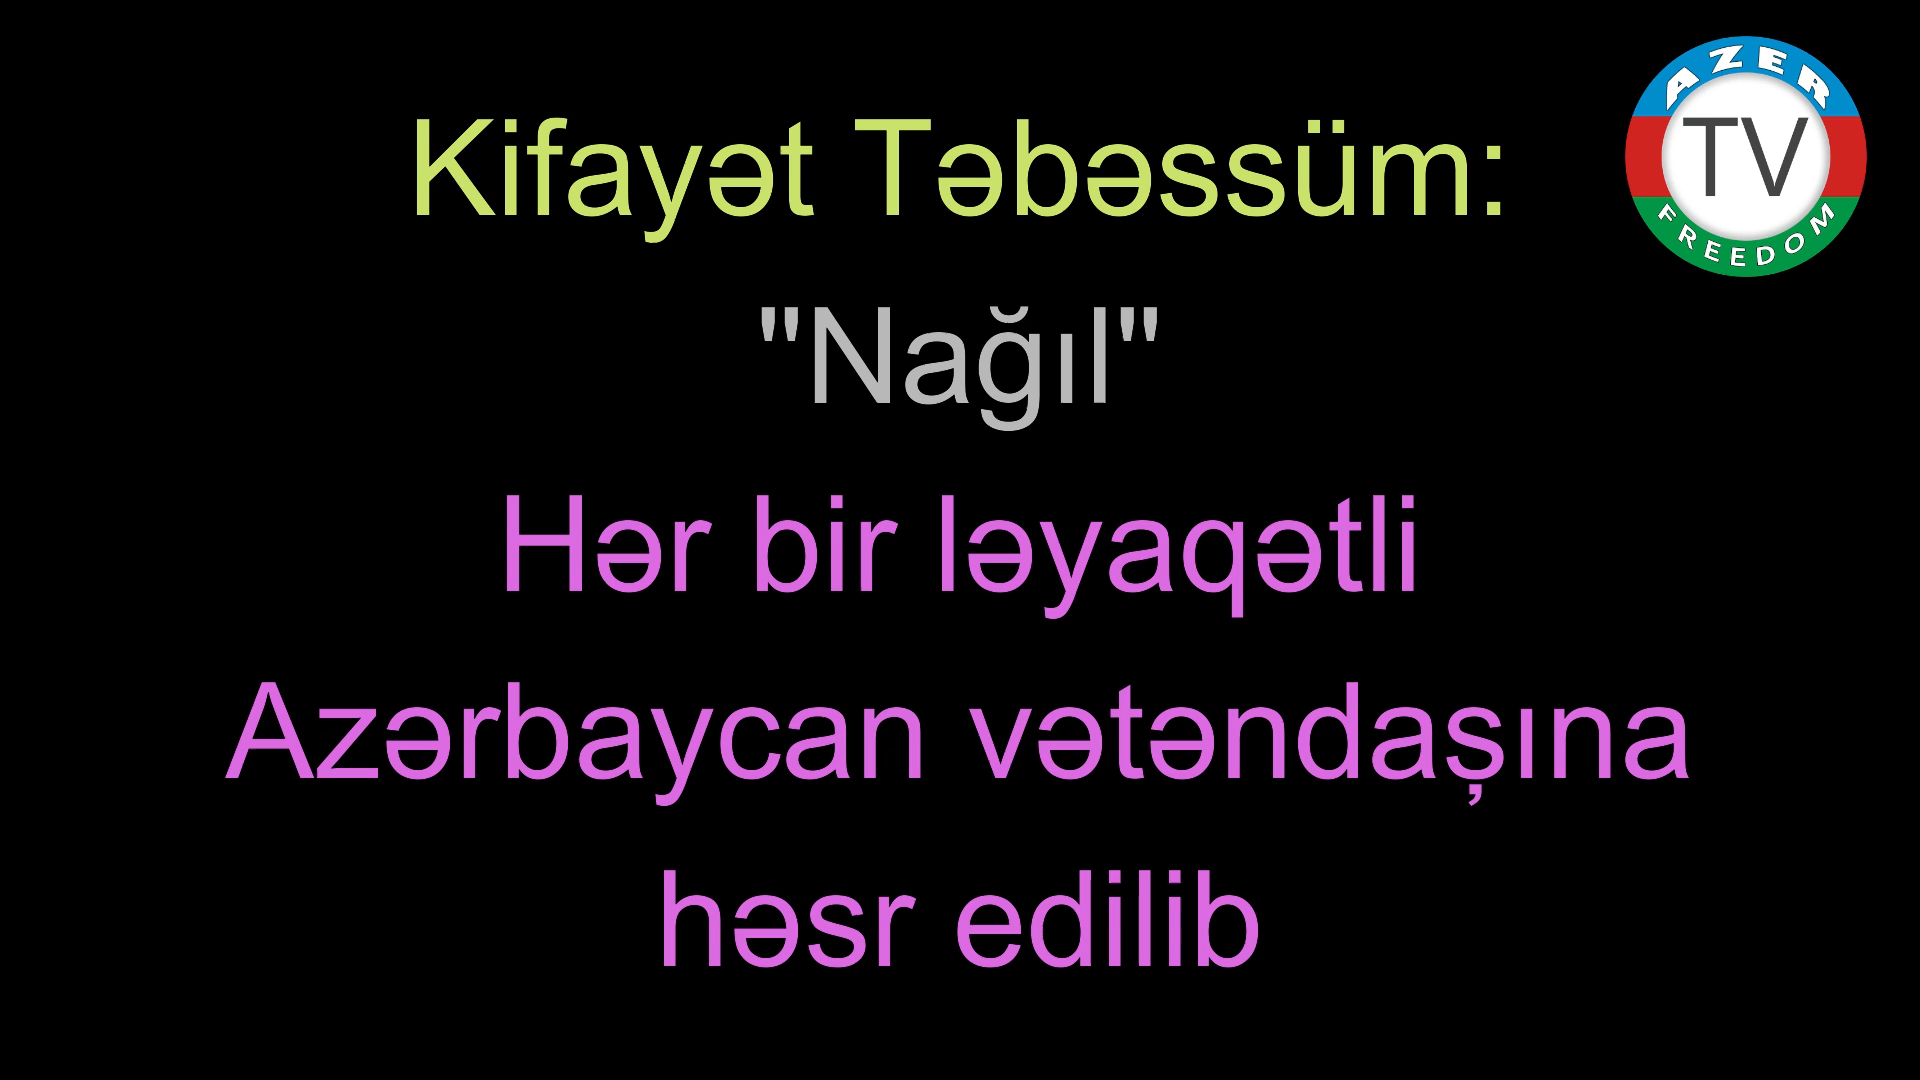 AZER
TV
FREEDOM
Kifayət Təbəssüm:
"Nağıl"
Hər bir ləyaqətli
Azərbaycan vətəndaşına
həsr edilib